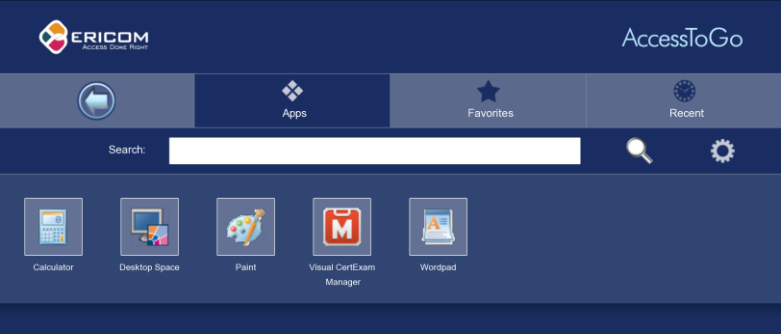 ERICOM
ACCESS DONE RIGHT
AccessToGo
Apps
Favorites
Recent
Search:
Calculator
Desktop Space
Paint
M
Visual CertExam
Manager
A
Wordpad